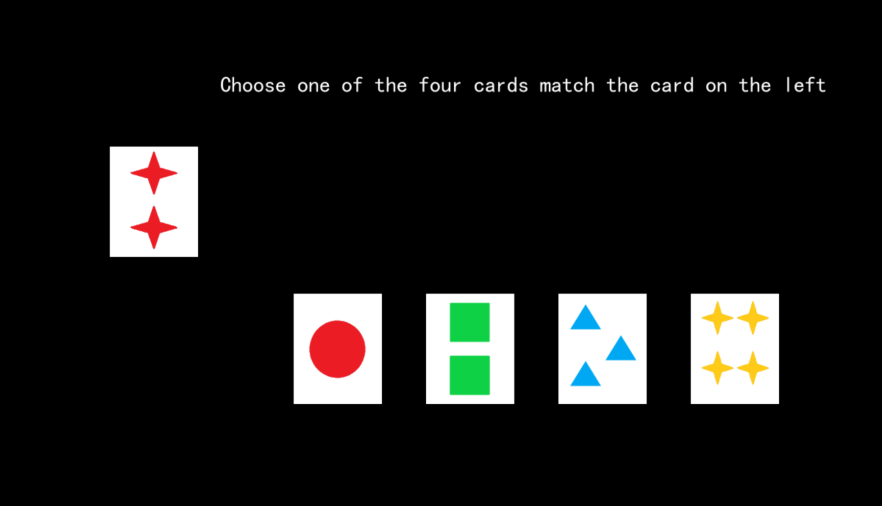 Choose one of the four cards match the card on the left